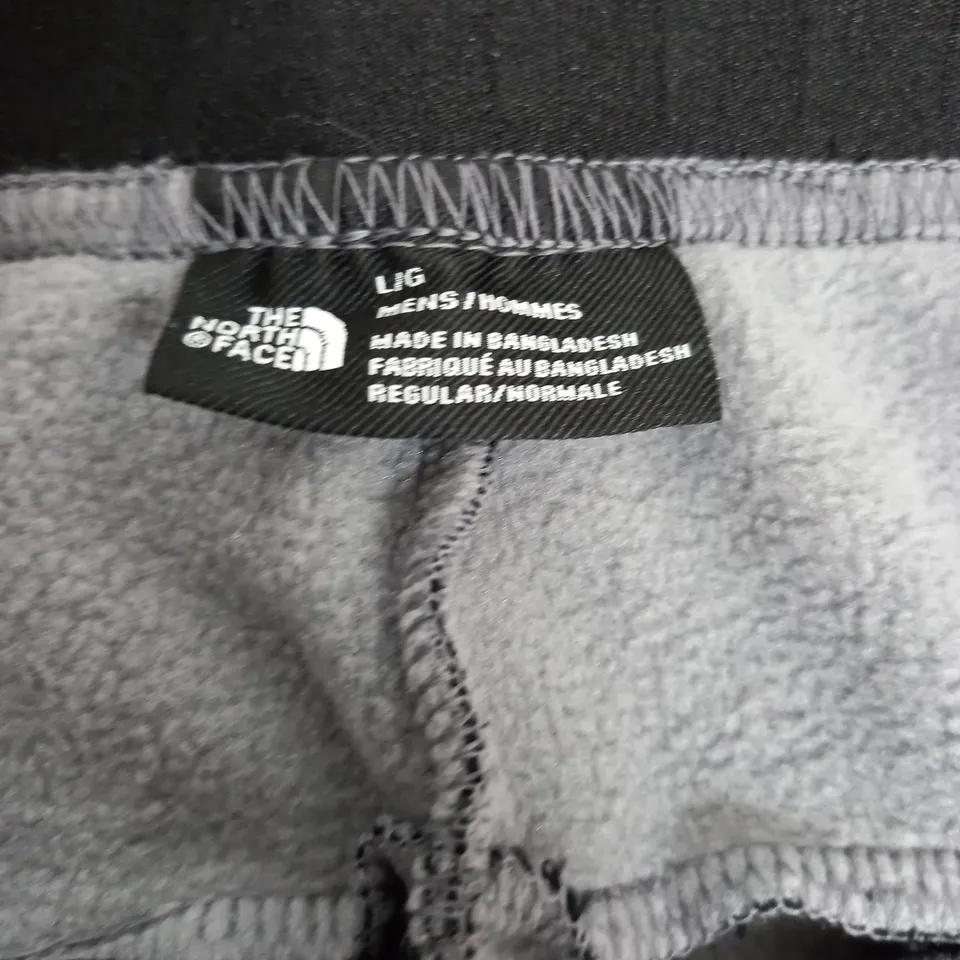 THE
NORTH
® FACE
L/G
MENS / HOMMES
MADE IN BANGLADESH
FABRIQUÉ AU BANGLADESH
REGULAR/NORMALE